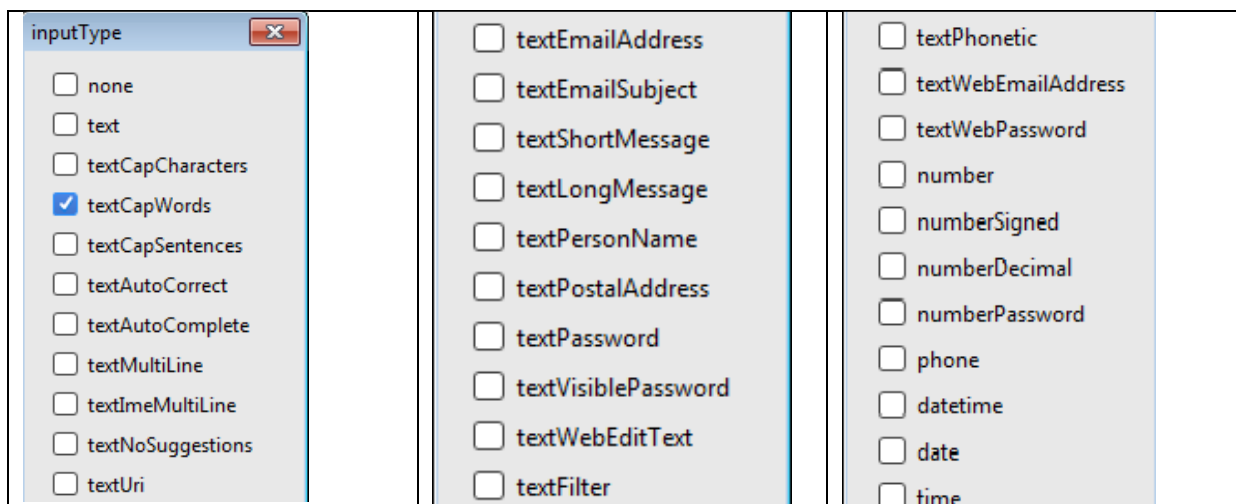 inputType
none
text
textCapCharacters
textCapWords
textCapSentences
textAutoCorrect
textAutoComplete
textMultiLine
textImeMultiLine
textNoSuggestions
textUri
textEmailAddress
textEmailSubject
textShortMessage
textLongMessage
textPersonName
textPostalAddress
textPassword
textVisiblePassword
textWebEditText
textFilter
textPhonetic
textWebEmailAddress
textWebPassword
number
numberSigned
numberDecimal
numberPassword
phone
datetime
date
time